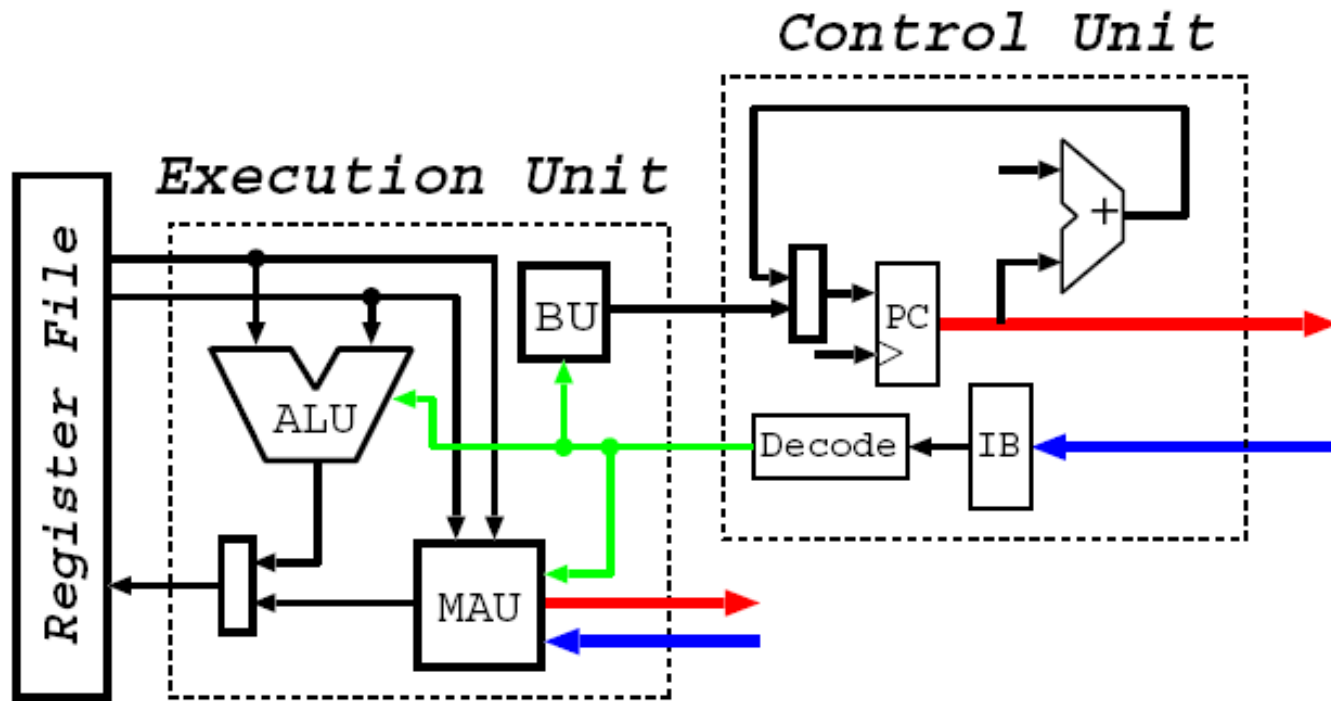 Control Unit
Execution Unit
Register File
BU
PC
+
ALU
Decode
IB
MAU